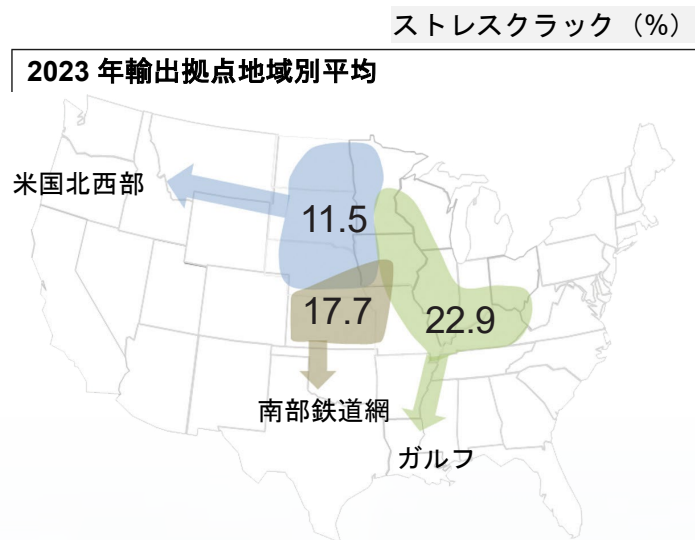 ストレスクラック（%）
2023 年輸出拠点地域別平均
米国北西部
11.5
17.7
22.9
南部鉄道網
ガルフ